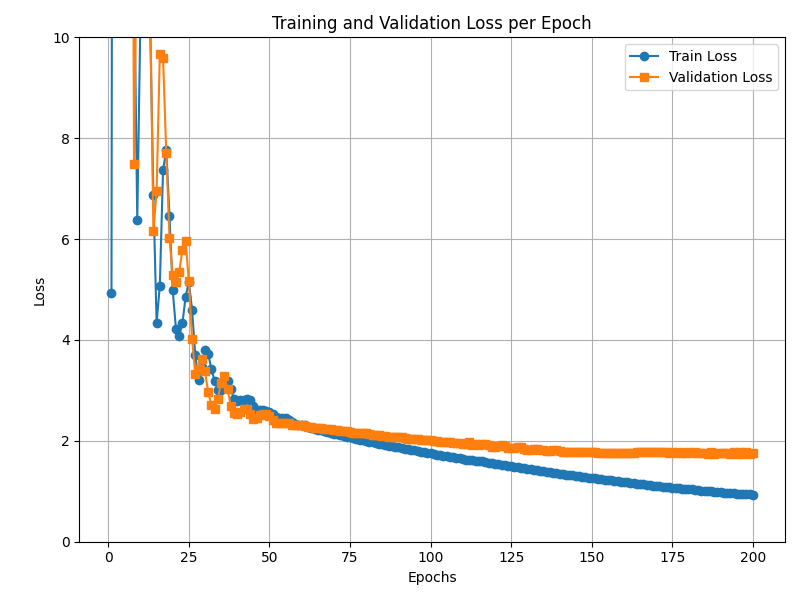 Training and Validation Loss per Epoch
Train Loss
Validation Loss
Loss
10
8
6
4
2
0
0 25 50 75 100 125 150 175 200
Epochs